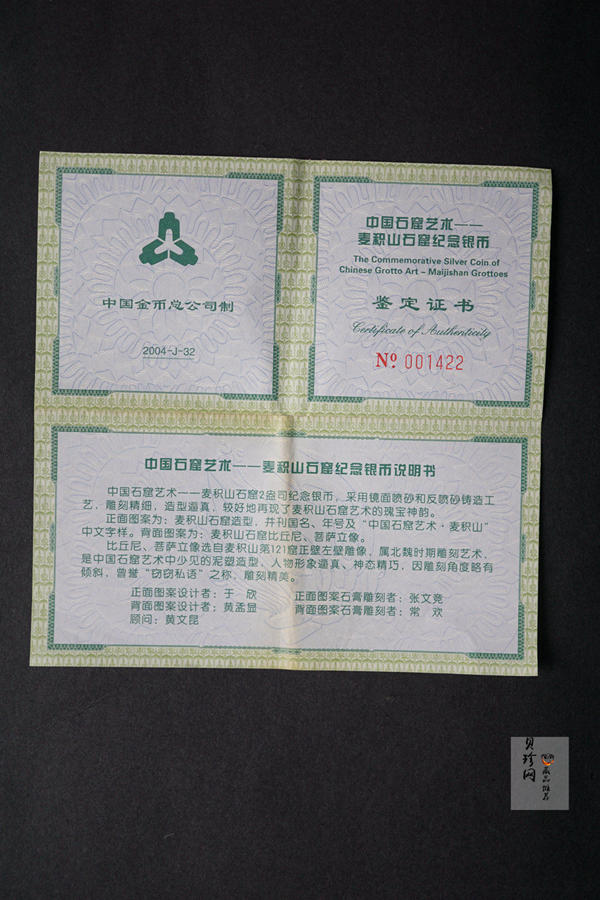 中国金币总公司制
2004-J-32
中国石窟艺术——
麦积山石窟纪念银币
The Commemorative Silver Coin of
Chinese Grotto Art – Maijishan Grottoes
鉴定证书
Certificate of Authenticity
Nº 001422
中国石窟艺术——麦积山石窟纪念银币说明书
中国石窟艺术——麦积山石窟2盎司纪念银币，采用镜面喷砂和反喷砂铸造工
艺，雕刻精细，造型逼真，较好地再现了麦积山石窟艺术的瑰宝神韵。
正面图案为：麦积山石窟造型，并刊国名、年号及“中国石窟艺术·麦积山”
中文字样。背面图案为：麦积山石窟比丘尼、菩萨立像。
比丘尼、菩萨立像选自麦积山第121窟正壁左壁雕像，属北魏时期雕刻艺术，
是中国石窟艺术中少见的泥塑造型、人物形象逼真、神态精巧，因雕刻角度略有
倾斜，曾誉“窃窃私语”之称，雕刻精美。
正面图案设计者：于 欣
正面图案石膏雕刻者：张文竞
背面图案设计者：黄孟显
背面图案石膏雕刻者：常 欢
顾问：黄文昆
贝珍网
藏品推荐